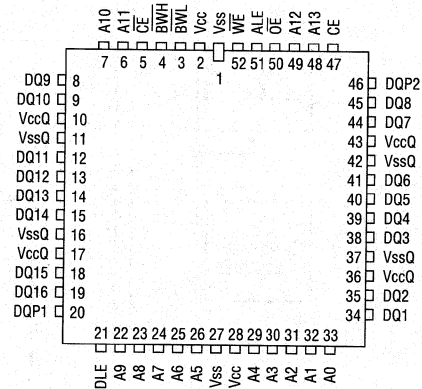 A10 A11 C̅E̅ B̅W̅H̅ B̅W̅L̅ Vcc Vss W̅E̅ ALE O̅E̅ A12 A13 CE
7 6 5 4 3 2 1 52 51 50 49 48 47
DQ9 8
DQ10 9
VccQ 10
VssQ 11
DQ11 12
DQ12 13
DQ13 14
DQ14 15
VssQ 16
VccQ 17
DQ15 18
DQ16 19
DQP1 20
46 DQP2
45 DQ8
44 DQ7
43 VccQ
42 VssQ
41 DQ6
40 DQ5
39 DQ4
38 DQ3
37 VssQ
36 VccQ
35 DQ2
34 DQ1
21 22 23 24 25 26 27 28 29 30 31 32 33
DLE A9 A8 A7 A6 A5 Vss Vcc A4 A3 A2 A1 A0